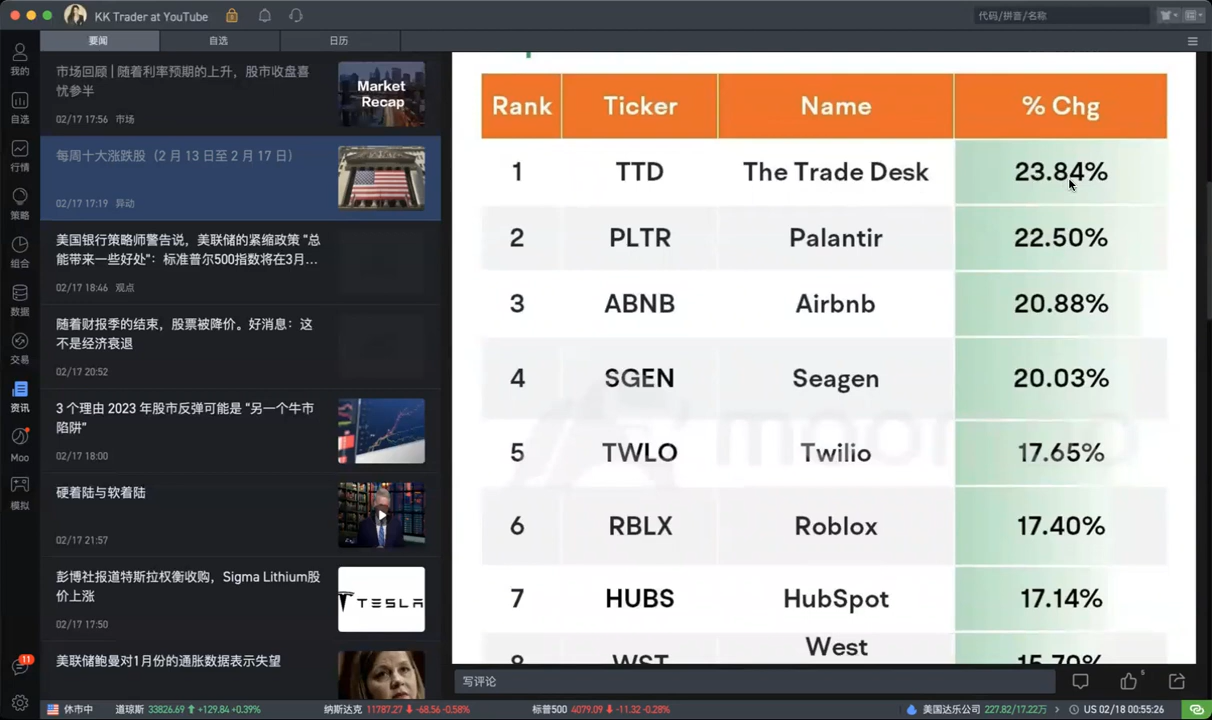 KK Trader at YouTube
代码/拼音/名称
要闻
自选
日历
我的
自选
行情
策略
组合
数据
交易
资讯
Moo
模拟
11
市场回顾 | 随着利率预期的上升，股市收盘喜
忧参半
02/17 17:56 市场
Market
Recap
每周十大涨跌股（2 月 13 日至 2 月 17 日）
02/17 17:19 异动
美国银行策略师警告说，美联储的紧缩政策 “总
能带来一些好处”：标准普尔500指数将在3月...
02/17 18:46 观点
随着财报季的结束，股票被降价。好消息：这
不是经济衰退
02/17 20:52
3 个理由 2023 年股市反弹可能是 “另一个牛市
陷阱”
02/17 18:00
硬着陆与软着陆
02/17 21:57
彭博社报道特斯拉权衡收购，Sigma Lithium股
价上涨
02/17 17:50
TESLA
美联储鲍曼对1月份的通胀数据表示失望
Rank Ticker Name % Chg
1 TTD The Trade Desk 23.84%
2 PLTR Palantir 22.50%
3 ABNB Airbnb 20.88%
4 SGEN Seagen 20.03%
5 TWLO Twilio 17.65%
6 RBLX Roblox 17.40%
7 HUBS HubSpot 17.14%
West
8 WST 15.70%
moomoo
写评论
5
休市中 道琼斯 33826.69 +129.84 +0.39% 纳斯达克 11787.27 -68.56 -0.58% 标普500 4079.09 -11.32 -0.28% 美国达乐公司 227.82/17.22万 US 02/18 00:55:26